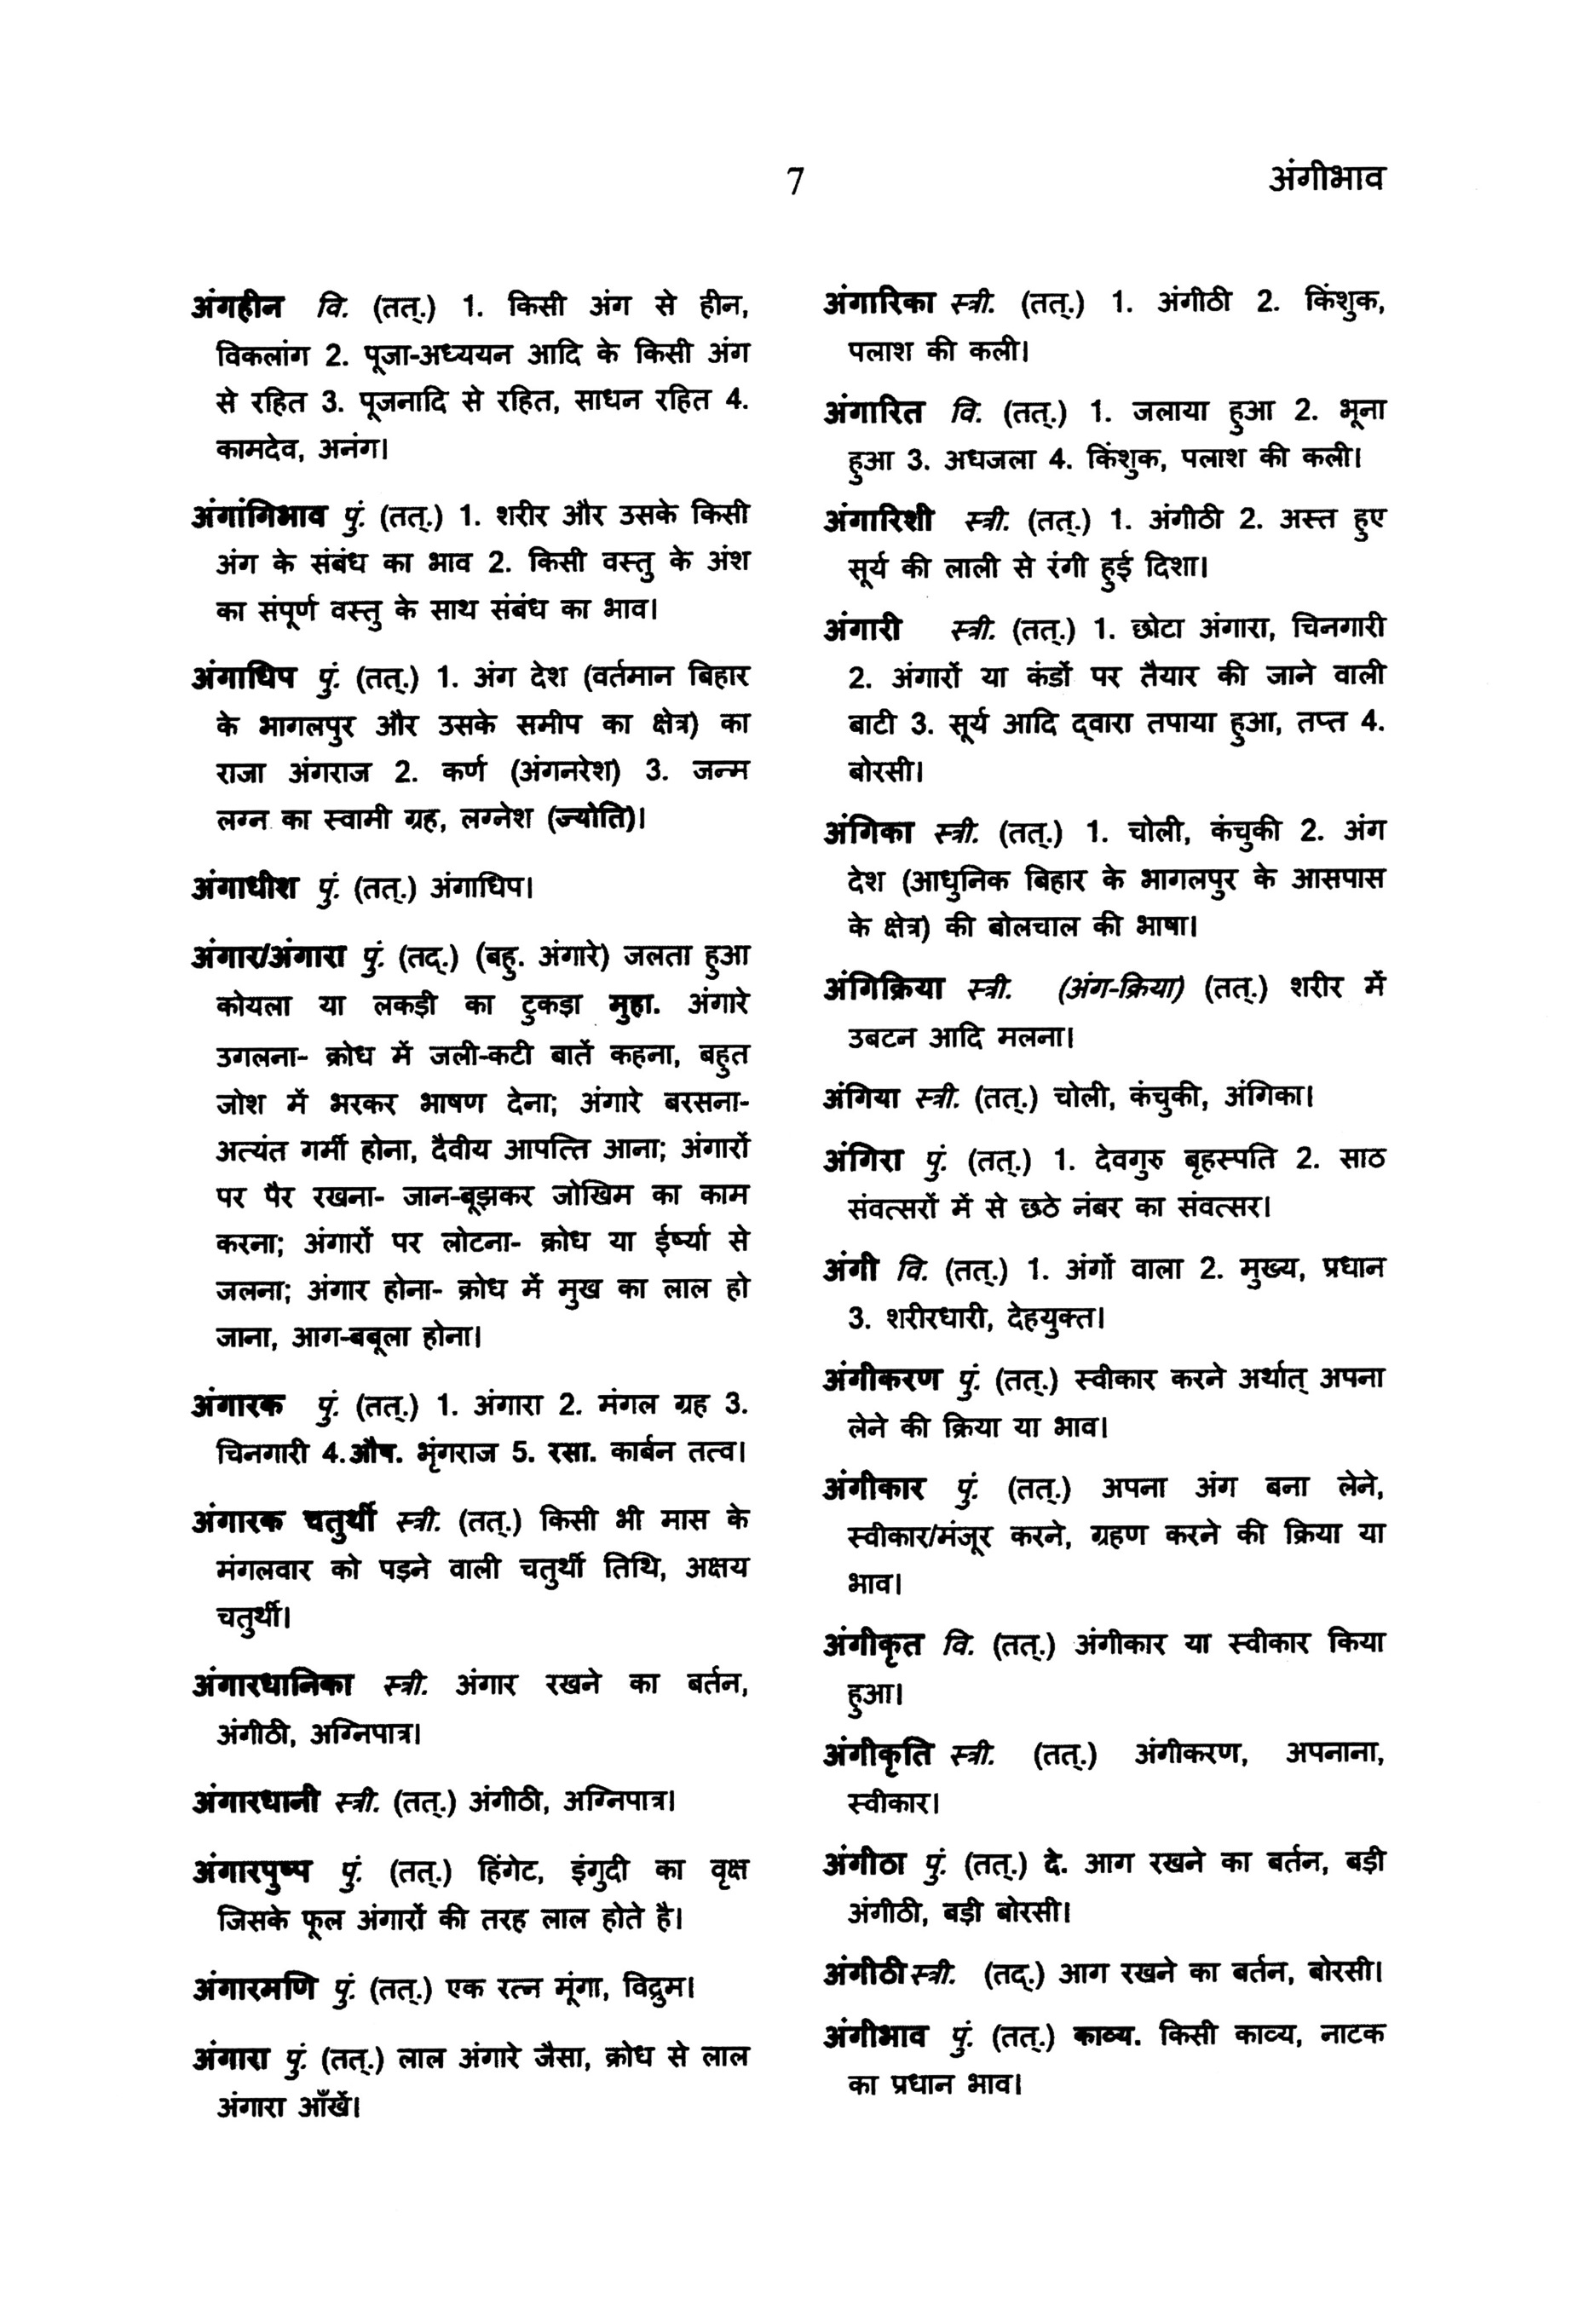 7
अंगीभाव
अंगहीन वि. (तत्.) 1. किसी अंग से हीन,
विकलांग 2. पूजा-अध्ययन आदि के किसी अंग
से रहित 3. पूजनादि से रहित, साधन रहित 4.
कामदेव, अनंग।
अंगांगिभाव पुं. (तत्.) 1. शरीर और उसके किसी
अंग के संबंध का भाव 2. किसी वस्तु के अंश
का संपूर्ण वस्तु के साथ संबंध का भाव।
अंगाधिप पुं. (तत्.) 1. अंग देश (वर्तमान बिहार
के भागलपुर और उसके समीप का क्षेत्र) का
राजा अंगराज 2. कर्ण (अंगनरेश) 3. जन्म
लग्न का स्वामी ग्रह, लग्नेश (ज्योति)।
अंगाधीश पुं. (तत्.) अंगाधिप।
अंगार/अंगारा पुं. (तद्.) (बहु. अंगारे) जलता हुआ
कोयला या लकड़ी का टुकड़ा मुहा. अंगारे
उगलना- क्रोध में जली-कटी बातें कहना, बहुत
जोश में भरकर भाषण देना; अंगारे बरसना-
अत्यंत गर्मी होना, दैवीय आपत्ति आना; अंगारों
पर पैर रखना- जान-बूझकर जोखिम का काम
करना; अंगारों पर लोटना- क्रोध या ईर्ष्या से
जलना; अंगार होना- क्रोध में मुख का लाल हो
जाना, आग-बबूला होना।
अंगारक पुं. (तत्.) 1. अंगारा 2. मंगल ग्रह 3.
चिनगारी 4.औष. भृंगराज 5. रसा. कार्बन तत्व।
अंगारक चतुर्थी स्त्री. (तत्.) किसी भी मास के
मंगलवार को पड़ने वाली चतुर्थी तिथि, अक्षय
चतुर्थी।
अंगारधानिका स्त्री. अंगार रखने का बर्तन,
अंगीठी, अग्निपात्र।
अंगारधानी स्त्री. (तत्.) अंगीठी, अग्निपात्र।
अंगारपुष्प पुं. (तत्.) हिंगेट, इंगुदी का वृक्ष
जिसके फूल अंगारों की तरह लाल होते है।
अंगारमणि पुं. (तत्.) एक रत्न मूंगा, विद्रुम।
अंगारा पुं. (तत्.) लाल अंगारे जैसा, क्रोध से लाल
अंगारा आँखें।
अंगारिका स्त्री. (तत्.) 1. अंगीठी 2. किंशुक,
पलाश की कली।
अंगारित वि. (तत्.) 1. जलाया हुआ 2. भूना
हुआ 3. अधजला 4. किंशुक, पलाश की कली।
अंगारिशी स्त्री. (तत्.) 1. अंगीठी 2. अस्त हुए
सूर्य की लाली से रंगी हुई दिशा।
अंगारी स्त्री. (तत्.) 1. छोटा अंगारा, चिनगारी
2. अंगारों या कंडों पर तैयार की जाने वाली
बाटी 3. सूर्य आदि द्‌वारा तपाया हुआ, तप्त 4.
बोरसी।
अंगिका स्त्री. (तत्.) 1. चोली, कंचुकी 2. अंग
देश (आधुनिक बिहार के भागलपुर के आसपास
के क्षेत्र) की बोलचाल की भाषा।
अंगिक्रिया स्त्री. (अंग-क्रिया) (तत्.) शरीर में
उबटन आदि मलना।
अंगिया स्त्री. (तत्.) चोली, कंचुकी, अंगिका।
अंगिरा पुं. (तत्.) 1. देवगुरु बृहस्पति 2. साठ
संवत्सरों में से छठे नंबर का संवत्सर।
अंगी वि. (तत्.) 1. अंगों वाला 2. मुख्य, प्रधान
3. शरीरधारी, देहयुक्त।
अंगीकरण पुं. (तत्.) स्वीकार करने अर्थात् अपना
लेने की क्रिया या भाव।
अंगीकार पुं. (तत्.) अपना अंग बना लेने,
स्वीकार/मंजूर करने, ग्रहण करने की क्रिया या
भाव।
अंगीकृत वि. (तत्.) अंगीकार या स्वीकार किया
हुआ।
अंगीकृति स्त्री. (तत्.) अंगीकरण, अपनाना,
स्वीकार।
अंगीठा पुं. (तत्.) दे. आग रखने का बर्तन, बड़ी
अंगीठी, बड़ी बोरसी।
अंगीठी स्त्री. (तद्.) आग रखने का बर्तन, बोरसी।
अंगीभाव पुं. (तत्.) काव्य. किसी काव्य, नाटक
का प्रधान भाव।